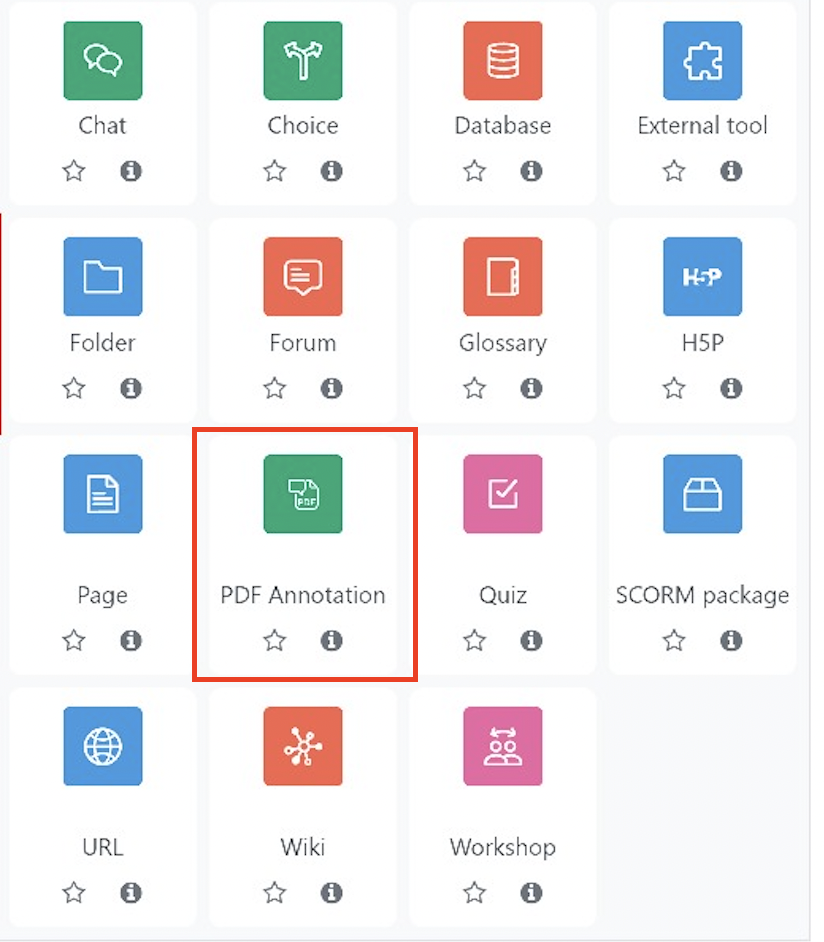 Chat
Choice
Database
External tool
Folder
Forum
Glossary
H5P
H5P
Page
PDF
PDF Annotation
Quiz
SCORM package
URL
Wiki
Workshop